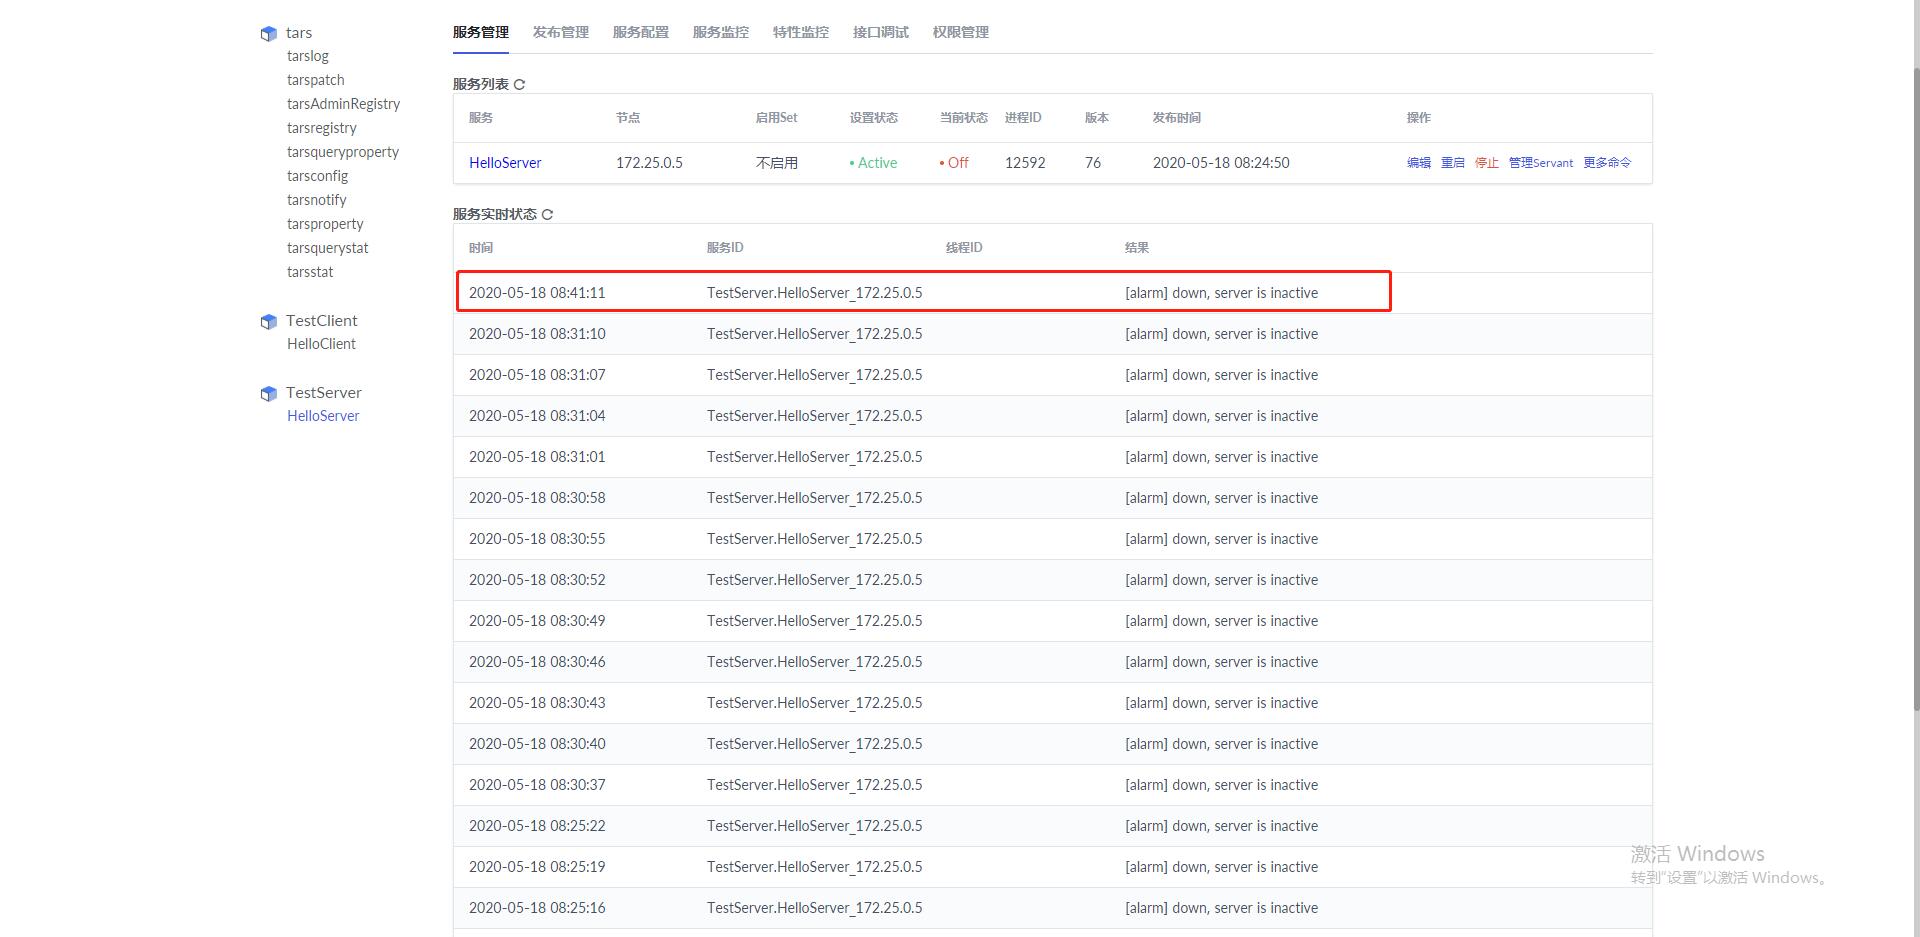 tars
tarslog
tarspatch
tarsAdminRegistry
tarsregistry
tarsqueryproperty
tarsconfig
tarsnotify
tarsproperty
tarsquerystat
tarsstat
TestClient
HelloClient
TestServer
HelloServer
服务管理 发布管理 服务配置 服务监控 特性监控 接口调试 权限管理
服务列表
服务 节点 启用Set 设置状态 当前状态 进程ID 版本 发布时间 操作
HelloServer 172.25.0.5 不启用 Active Off 12592 76 2020-05-18 08:24:50 编辑 重启 停止 管理Servant 更多命令
服务实时状态
时间 服务ID 线程ID 结果
2020-05-18 08:41:11 TestServer.HelloServer_172.25.0.5 [alarm] down, server is inactive
2020-05-18 08:31:10 TestServer.HelloServer_172.25.0.5 [alarm] down, server is inactive
2020-05-18 08:31:07 TestServer.HelloServer_172.25.0.5 [alarm] down, server is inactive
2020-05-18 08:31:04 TestServer.HelloServer_172.25.0.5 [alarm] down, server is inactive
2020-05-18 08:31:01 TestServer.HelloServer_172.25.0.5 [alarm] down, server is inactive
2020-05-18 08:30:58 TestServer.HelloServer_172.25.0.5 [alarm] down, server is inactive
2020-05-18 08:30:55 TestServer.HelloServer_172.25.0.5 [alarm] down, server is inactive
2020-05-18 08:30:52 TestServer.HelloServer_172.25.0.5 [alarm] down, server is inactive
2020-05-18 08:30:49 TestServer.HelloServer_172.25.0.5 [alarm] down, server is inactive
2020-05-18 08:30:46 TestServer.HelloServer_172.25.0.5 [alarm] down, server is inactive
2020-05-18 08:30:43 TestServer.HelloServer_172.25.0.5 [alarm] down, server is inactive
2020-05-18 08:30:40 TestServer.HelloServer_172.25.0.5 [alarm] down, server is inactive
2020-05-18 08:30:37 TestServer.HelloServer_172.25.0.5 [alarm] down, server is inactive
2020-05-18 08:25:22 TestServer.HelloServer_172.25.0.5 [alarm] down, server is inactive
2020-05-18 08:25:19 TestServer.HelloServer_172.25.0.5 [alarm] down, server is inactive
2020-05-18 08:25:16 TestServer.HelloServer_172.25.0.5 [alarm] down, server is inactive
激活 Windows
转到“设置”以激活 Windows。